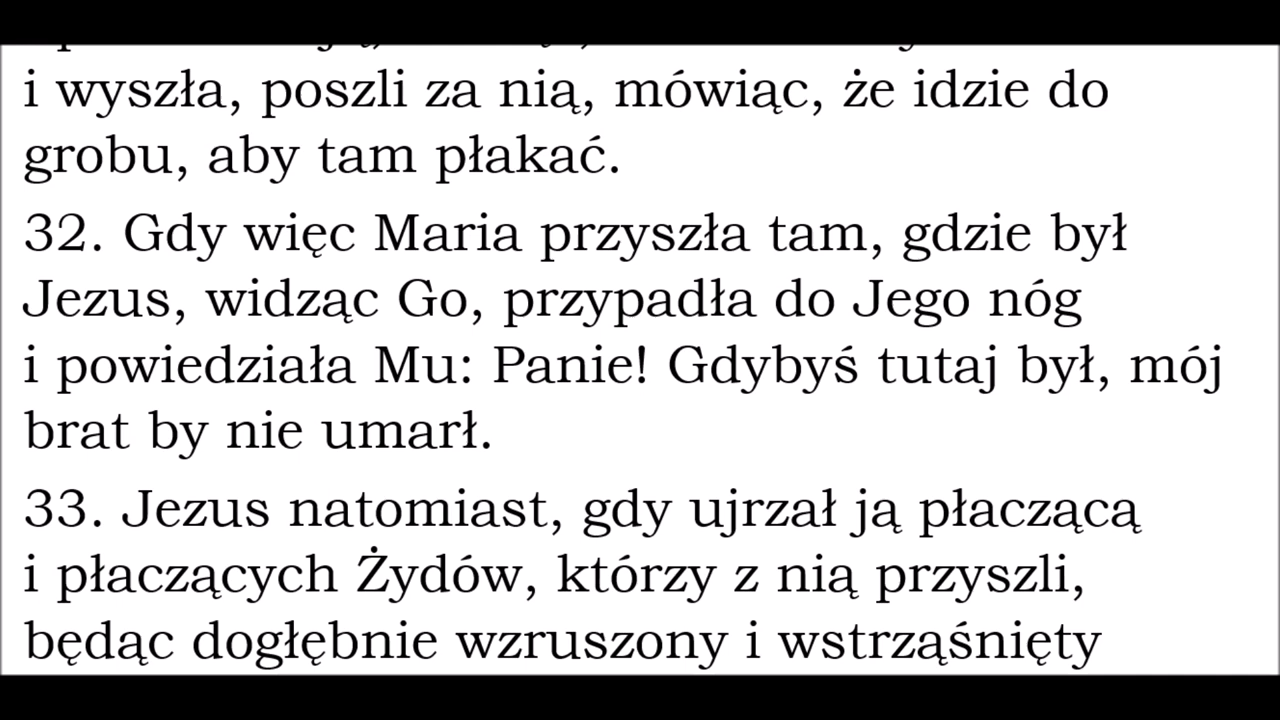 i wyszła, poszli za nią, mówiąc, że idzie do
grobu, aby tam płakać.
32. Gdy więc Maria przyszła tam, gdzie był
Jezus, widząc Go, przypadła do Jego nóg
i powiedziała Mu: Panie! Gdybyś tutaj był, mój
brat by nie umarł.
33. Jezus natomiast, gdy ujrzał ją płaczącą
i płaczących Żydów, którzy z nią przyszli,
będąc dogłębnie wzruszony i wstrząśnięty